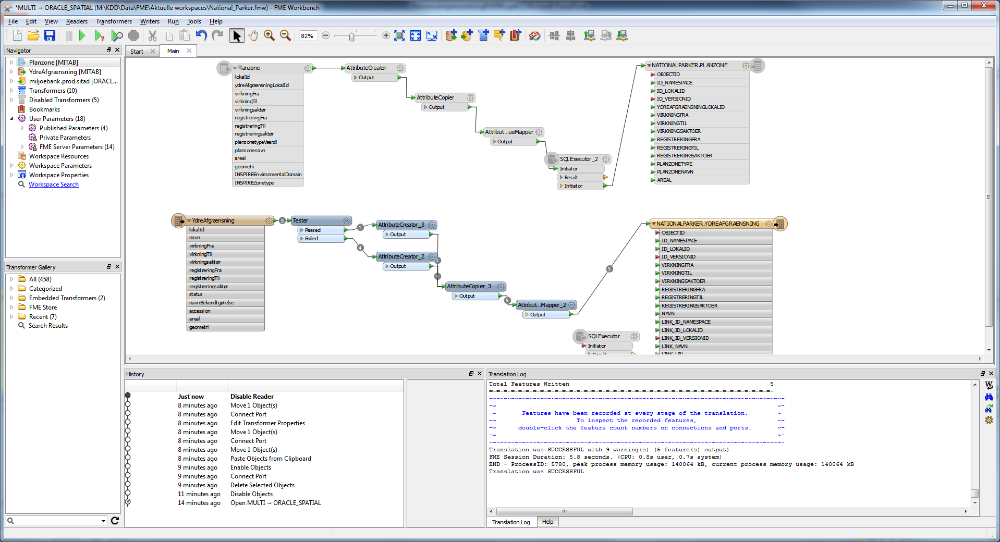 *MULTI → ORACLE_SPATIAL (M:\KDD\Data\FME\Aktuelle workspaces\National_Parker.fmw) - FME Workbench
File Edit View Readers Transformers Writers Run Tools Help
82%
Navigator
Planzone [MITAB]
YdreAfgrænsning [MITAB]
miljoebank.prod.sitad [ORACL...
Transformers (10)
Disabled Transformers (5)
Bookmarks
User Parameters (18)
Published Parameters (4)
Private Parameters
FME Server Parameters (14)
Workspace Resources
Workspace Parameters
Workspace Properties
Workspace Search
Transformer Gallery
All (458)
Categorized
Embedded Transformers (2)
FME Store
Recent (7)
Search Results
Start
Main
Planzone
lokalId
ydreAfgrænsningLokalId
virkningFra
virkningTil
virkningsaktør
registreringFra
registreringTil
registreringsaktør
planzonetypeVærdi
planzonenavn
areal
geometri
INSPIREEnvironmentalDomain
INSPIREZonetype
AttributeCreator
Output
AttributeCopier
Output
Attribut...ueMapper
Output
SQLExecutor_2
Initiator
Result
Initiator
NATIONALPARKER.PLANZONE
OBJECTID
ID_NAMESPACE
ID_LOKALID
ID_VERSIONID
YDREAFGRAENSNINGLOKALID
VIRKNINGFRA
VIRKNINGTIL
VIRKNINGSAKTOER
REGISTRERINGFRA
REGISTRERINGTIL
REGISTRERINGSAKTOER
PLANZONETYPE
PLANZONENAVN
AREAL
YdreAfgrænsning
lokalId
navn
virkningFra
virkningTil
virkningsaktør
registreringFra
registreringTil
registreringsaktør
status
navnBekendtgørelse
accession
areal
geometri
5
Tester
Passed
Failed
1
4
AttributeCreator_3
Output
AttributeCreator_2
Output
1
4
AttributeCopier_3
Output
5
Attribut...Mapper_2
Output
5
SQLExecutor
Initiator
NATIONALPARKER.YDREAFGRAENSNING
OBJECTID
ID_NAMESPACE
ID_LOKALID
ID_VERSIONID
VIRKNINGFRA
VIRKNINGTIL
VIRKNINGSAKTOER
REGISTRERINGFRA
REGISTRERINGTIL
REGISTRERINGSAKTOER
NAVN
LINK_ID_NAMESPACE
LINK_ID_LOKALID
LINK_ID_VERSIONID
LINK_NAVN
History
Just now Disable Reader
8 minutes ago Move 1 Object(s)
8 minutes ago Connect Port
8 minutes ago Edit Transformer Properties
8 minutes ago Move 1 Object(s)
8 minutes ago Connect Port
8 minutes ago Move 1 Object(s)
8 minutes ago Paste Objects from Clipboard
9 minutes ago Enable Objects
9 minutes ago Connect Port
9 minutes ago Delete Selected Objects
11 minutes ago Disable Objects
14 minutes ago Open MULTI → ORACLE_SPATIAL
Translation Log
Total Features Written 5
Features have been recorded at every stage of the translation.
To inspect the recorded features,
double-click the feature count numbers on connections and ports.
Translation was SUCCESSFUL with 9 warning(s) (5 feature(s) output)
FME Session Duration: 5.8 seconds. (CPU: 0.8s user, 0.7s system)
END - ProcessID: 5780, peak process memory usage: 140064 kB, current process memory usage: 140064 kB
Translation was SUCCESSFUL
Translation Log Help